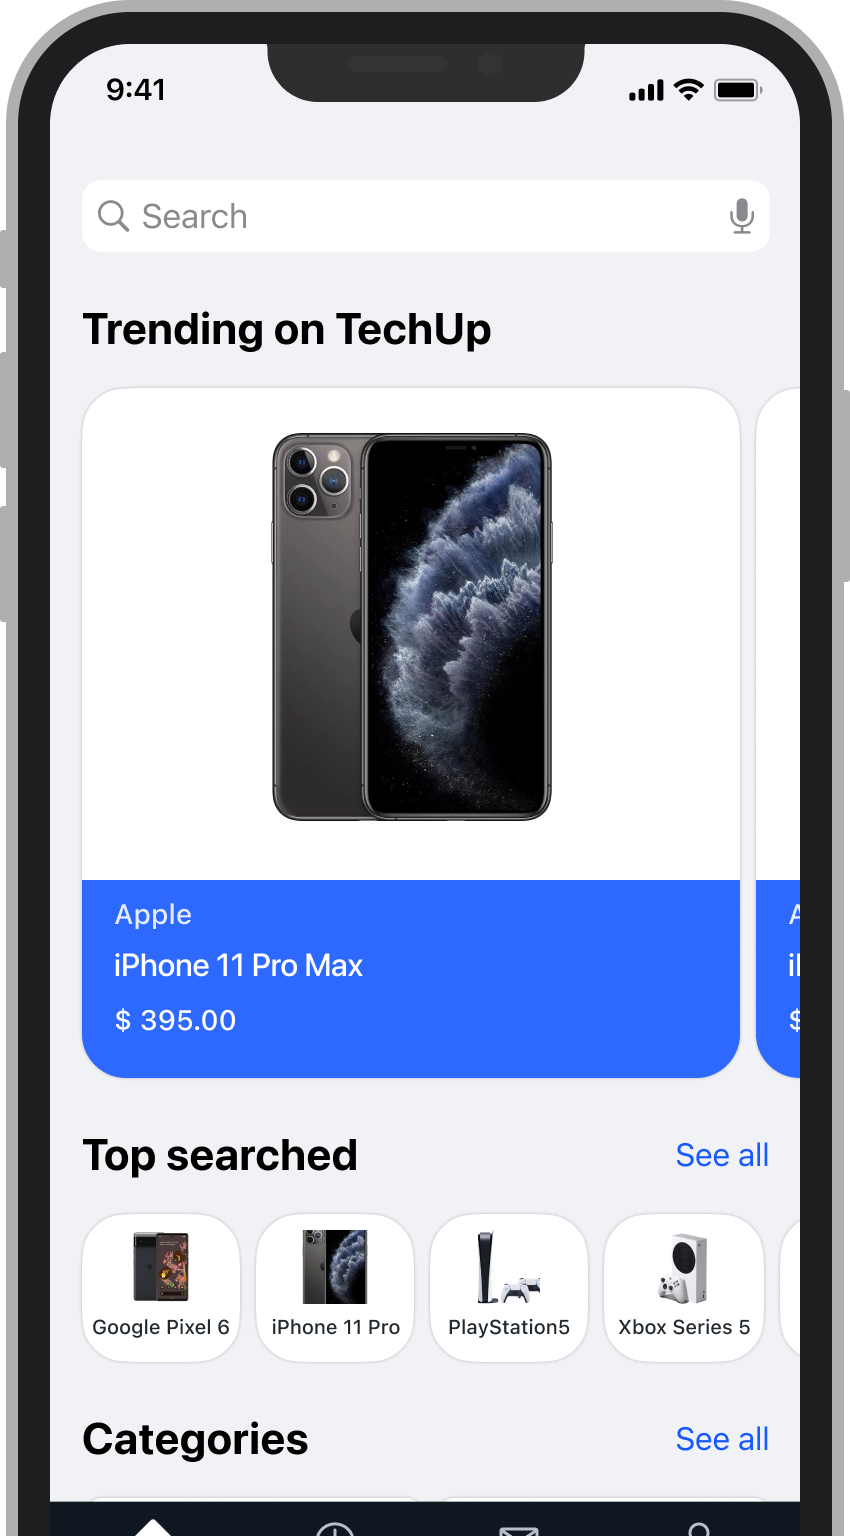 9:41
Search
Trending on TechUp
Apple
iPhone 11 Pro Max
$ 395.00
Top searched
See all
Google Pixel 6
iPhone 11 Pro
PlayStation5
Xbox Series 5
Categories
See all